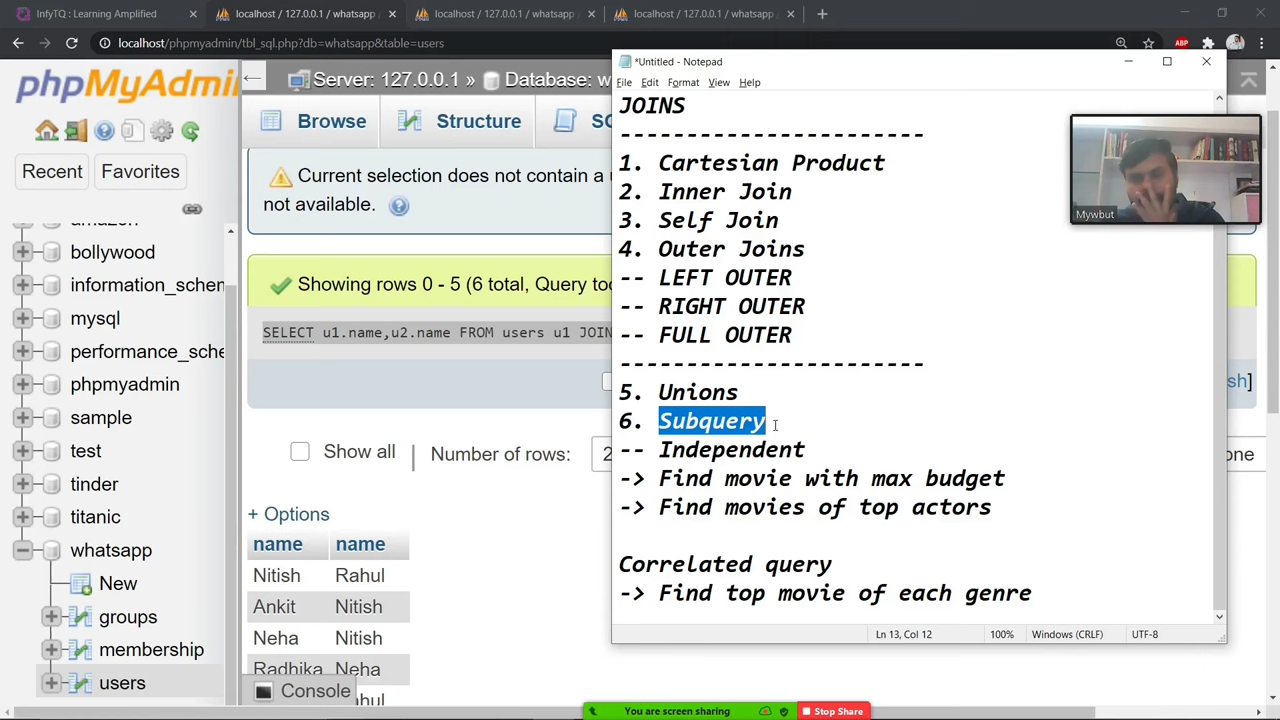 InfyTQ : Learning Amplified
localhost / 127.0.0.1 / whatsapp
localhost / 127.0.0.1 / whatsapp
localhost / 127.0.0.1 / whatsapp
localhost/phpmyadmin/tbl_sql.php?db=whatsapp&table=users
ABP
phpMyAdmin
Recent
Favorites
bollywood
information_schem
mysql
performance_sche
phpmyadmin
sample
test
tinder
titanic
whatsapp
New
groups
membership
users
Server: 127.0.0.1 »
Database: w
Browse
Structure
SQ
Current selection does not contain a u
not available.
Showing rows 0 - 5 (6 total, Query too
SELECT u1.name,u2.name FROM users u1 JOIN
sh]
Show all
Number of rows:
2
one
+ Options
name name
Nitish Rahul
Ankit Nitish
Neha Nitish
Radhika Neha
Console
*Untitled - Notepad
File Edit Format View Help
JOINS
-----------------------
1. Cartesian Product
2. Inner Join
3. Self Join
4. Outer Joins
-- LEFT OUTER
-- RIGHT OUTER
-- FULL OUTER
-----------------------
5. Unions
6. Subquery
-- Independent
-> Find movie with max budget
-> Find movies of top actors
Correlated query
-> Find top movie of each genre
Ln 13, Col 12
100%
Windows (CRLF)
UTF-8
Mywbut
You are screen sharing
Stop Share